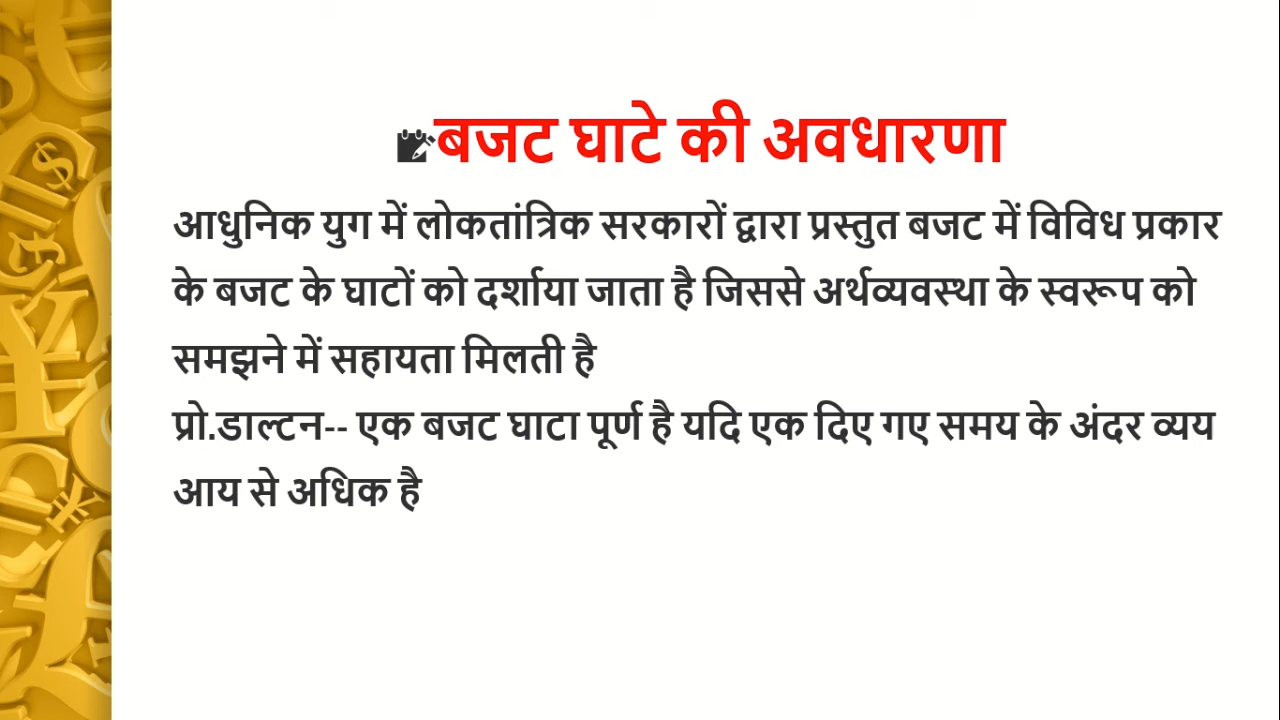 बजट घाटे की अवधारणा
आधुनिक युग में लोकतांत्रिक सरकारों द्वारा प्रस्तुत बजट में विविध प्रकार
के बजट के घाटों को दर्शाया जाता है जिससे अर्थव्यवस्था के स्वरूप को
समझने में सहायता मिलती है
प्रो.डाल्टन-- एक बजट घाटा पूर्ण है यदि एक दिए गए समय के अंदर व्यय
आय से अधिक है